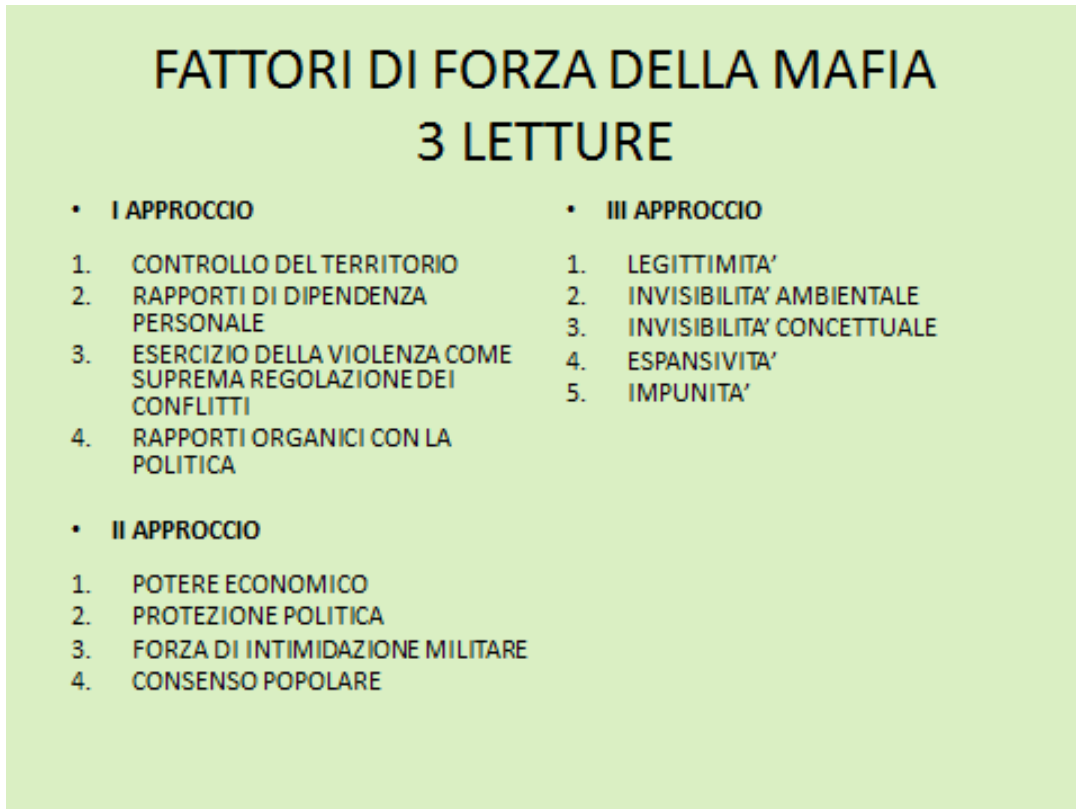 FATTORI DI FORZA DELLA MAFIA
3 LETTURE
• I APPROCCIO
1. CONTROLLO DEL TERRITORIO
2. RAPPORTI DI DIPENDENZA
PERSONALE
3. ESERCIZIO DELLA VIOLENZA COME
SUPREMA REGOLAZIONE DEI
CONFLITTI
4. RAPPORTI ORGANICI CON LA
POLITICA
• II APPROCCIO
1. POTERE ECONOMICO
2. PROTEZIONE POLITICA
3. FORZA DI INTIMIDAZIONE MILITARE
4. CONSENSO POPOLARE
• III APPROCCIO
1. LEGITTIMITA’
2. INVISIBILITA’ AMBIENTALE
3. INVISIBILITA’ CONCETTUALE
4. ESPANSIVITA’
5. IMPUNITA’